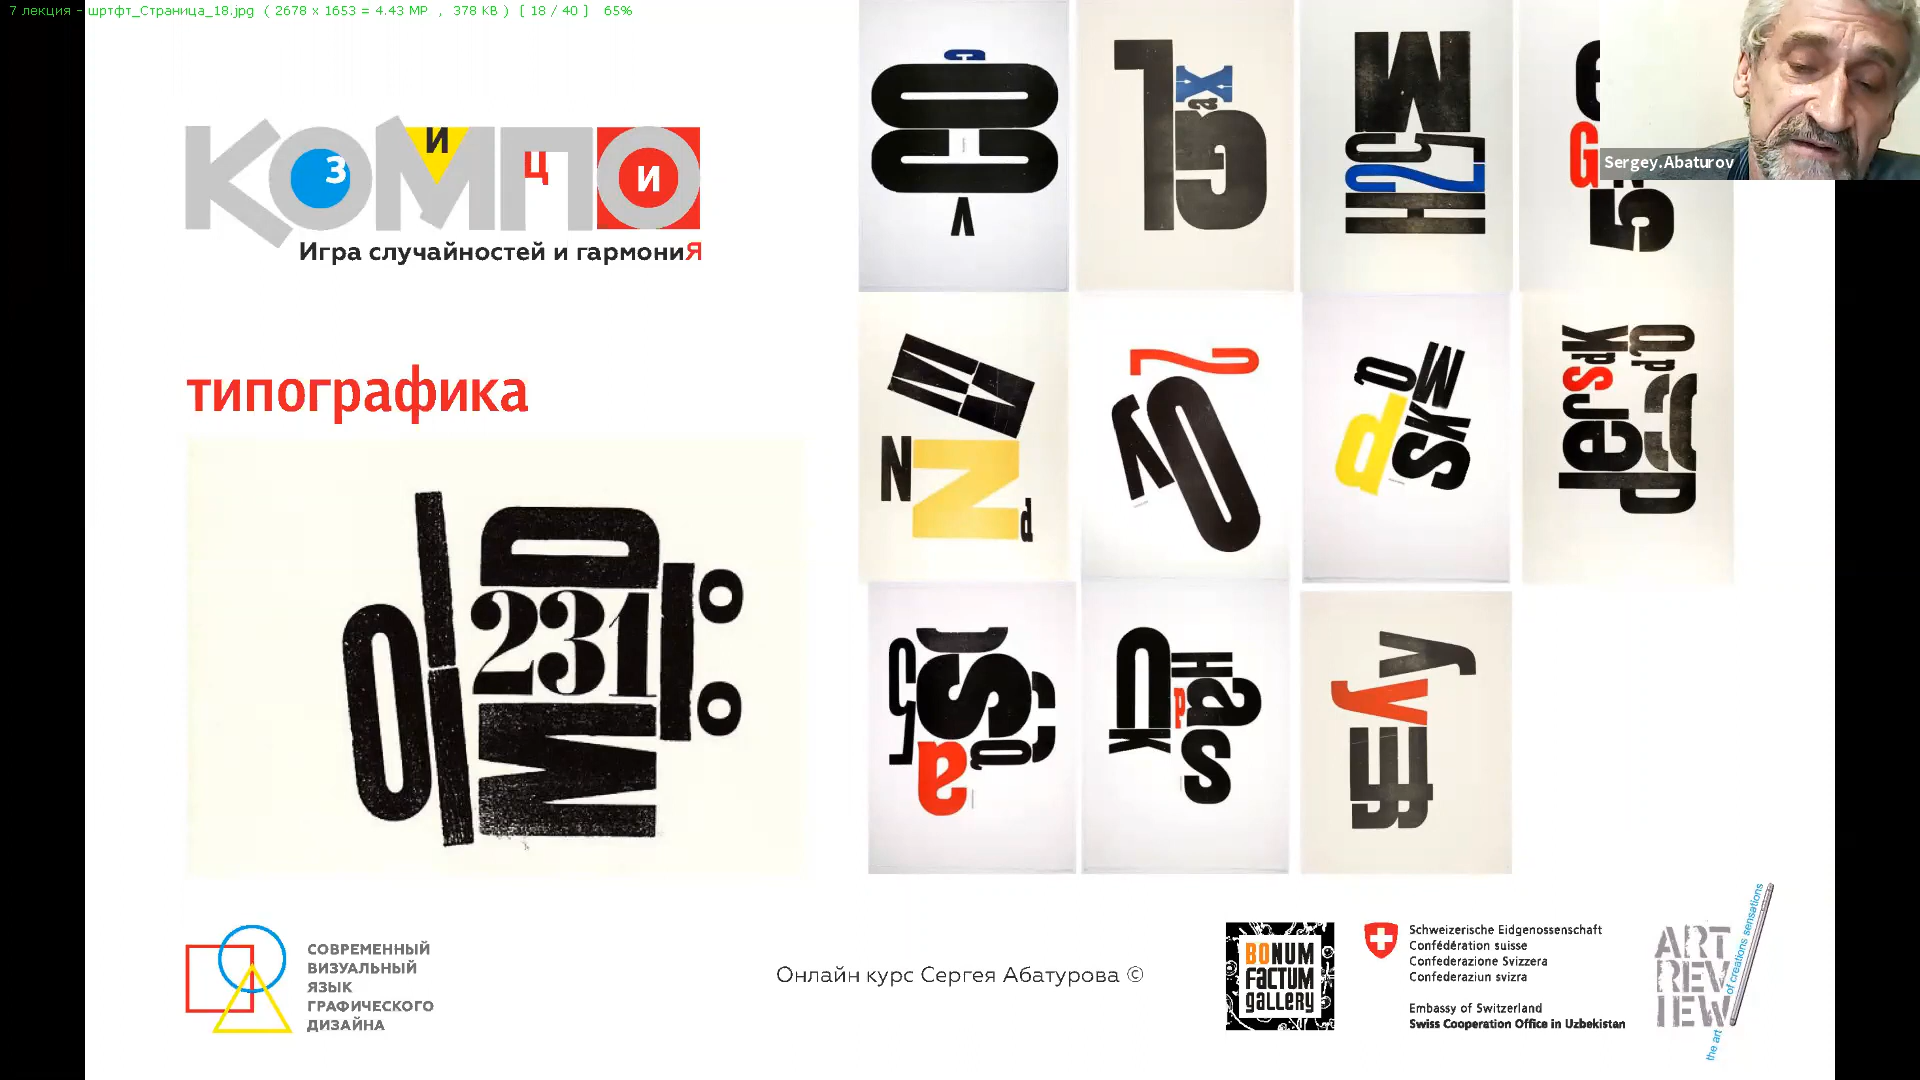 7 лекция - шртфт_Страница_18.jpg ( 2678 x 1653 = 4.43 MP , 378 KB ) [ 18 / 40 ] 65%
Sergey.Abaturov
КОМПО
З И Ц И
Игра случайностей и гармониЯ
типографика
231
СОВРЕМЕННЫЙ
ВИЗУАЛЬНЫЙ
ЯЗЫК
ГРАФИЧЕСКОГО
ДИЗАЙНА
Онлайн курс Сергея Абатурова ©
BONUM
FACTUM
gallery
Schweizerische Eidgenossenschaft
Confédération suisse
Confederazione Svizzera
Confederaziun svizra
Embassy of Switzerland
Swiss Cooperation Office in Uzbekistan
ART
REV
IEW
the art of creations sensations